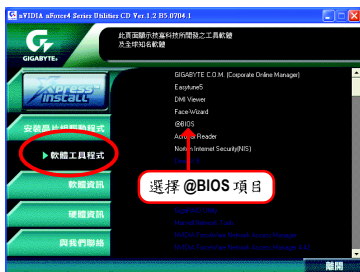 nVIDIA nForce4 Series Utilities CD Ver.1.2 B5.0704.1
GIGABYTE
此頁面顯示技嘉科技所開發之工具軟體
及全球知名軟體
Xpress
Install
安裝晶片組驅動程式
軟體工具程式
軟體資訊
硬體資訊
與我們聯絡
GIGABYTE C.O.M. (Corporate Online Manager)
Easytune5
DMI Viewer
Face-Wizard
@BIOS
Reader
Norton Internet Security(NIS)
選擇 @BIOS 項目
離開